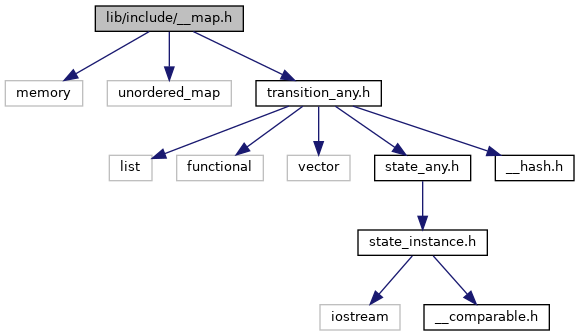 lib/include/__map.h
memory
unordered_map
transition_any.h
list
functional
vector
state_any.h
__hash.h
state_instance.h
iostream
__comparable.h